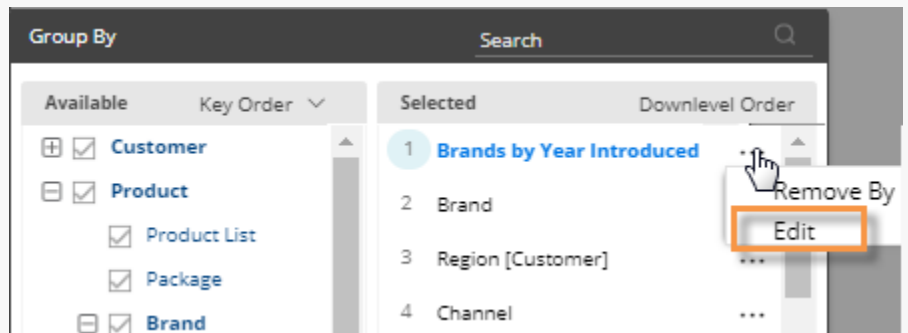 Group By
Search
Available
Key Order
Selected
Downlevel Order
Customer
Product
Product List
Package
Brand
1 Brands by Year Introduced ...
Remove By
Edit
2 Brand
3 Region [Customer] ...
4 Channel ...